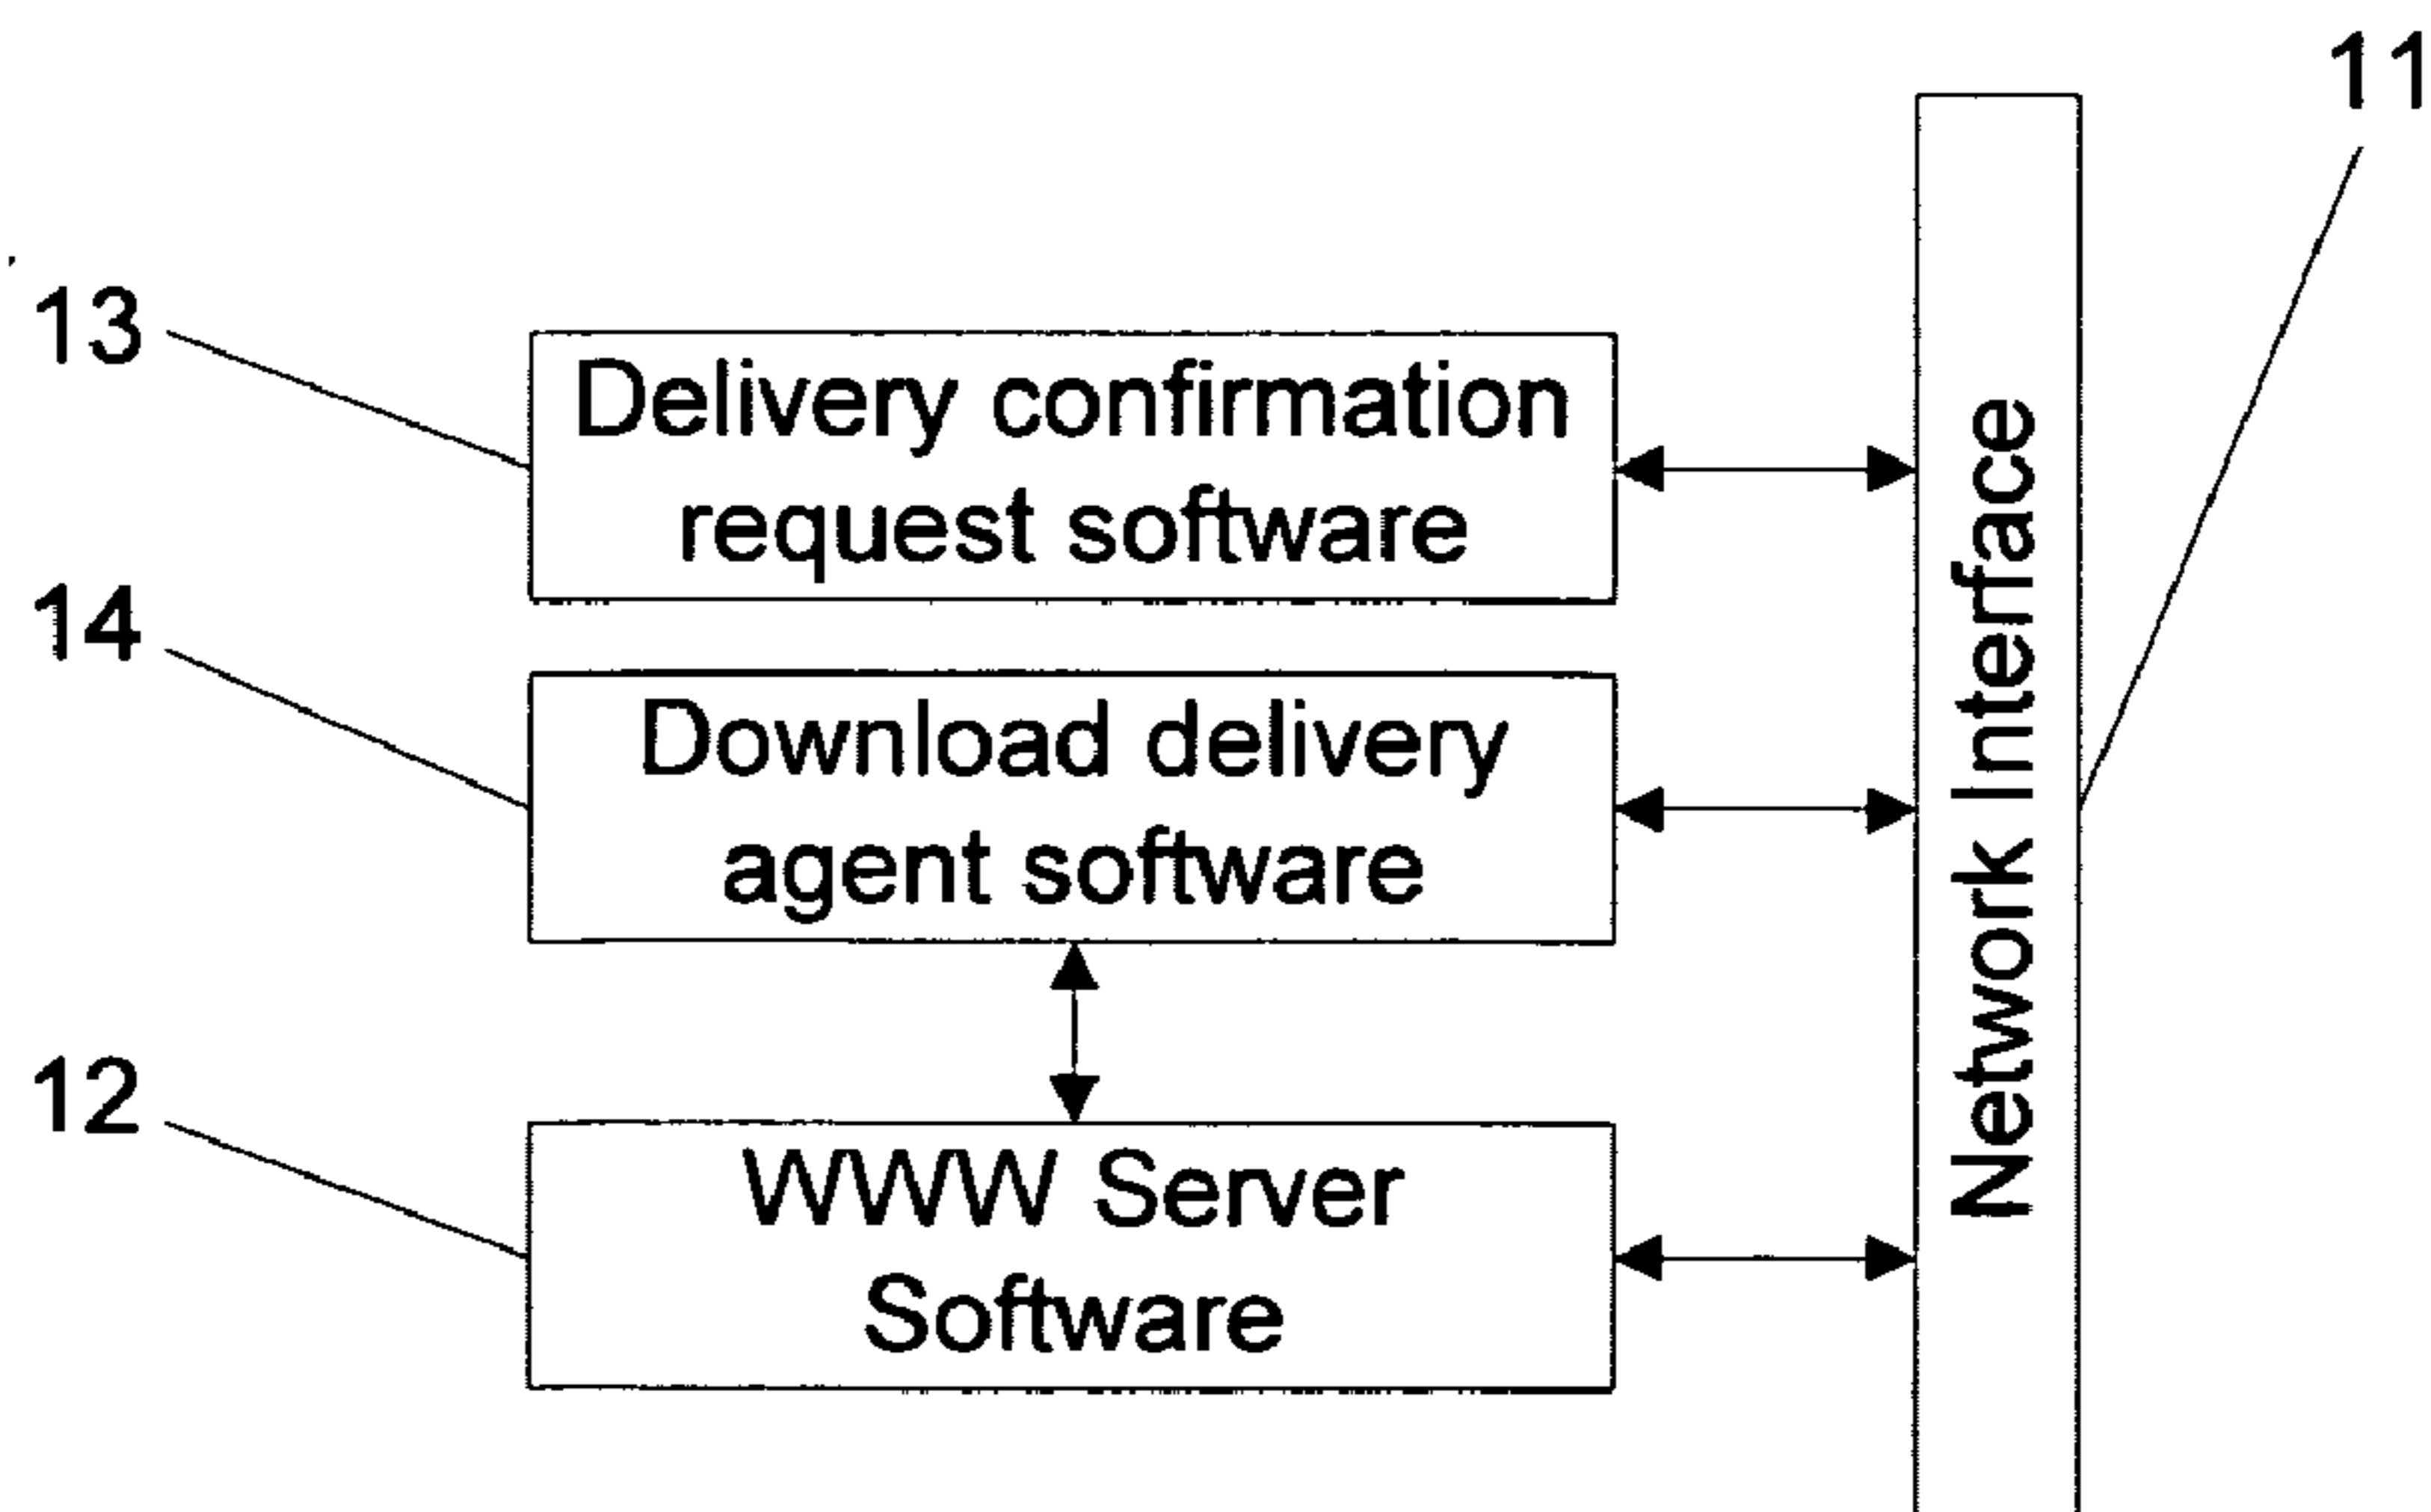 11
13
Delivery confirmation
request software
14
Download delivery
agent software
Network Interface
12
WWW Server
Software